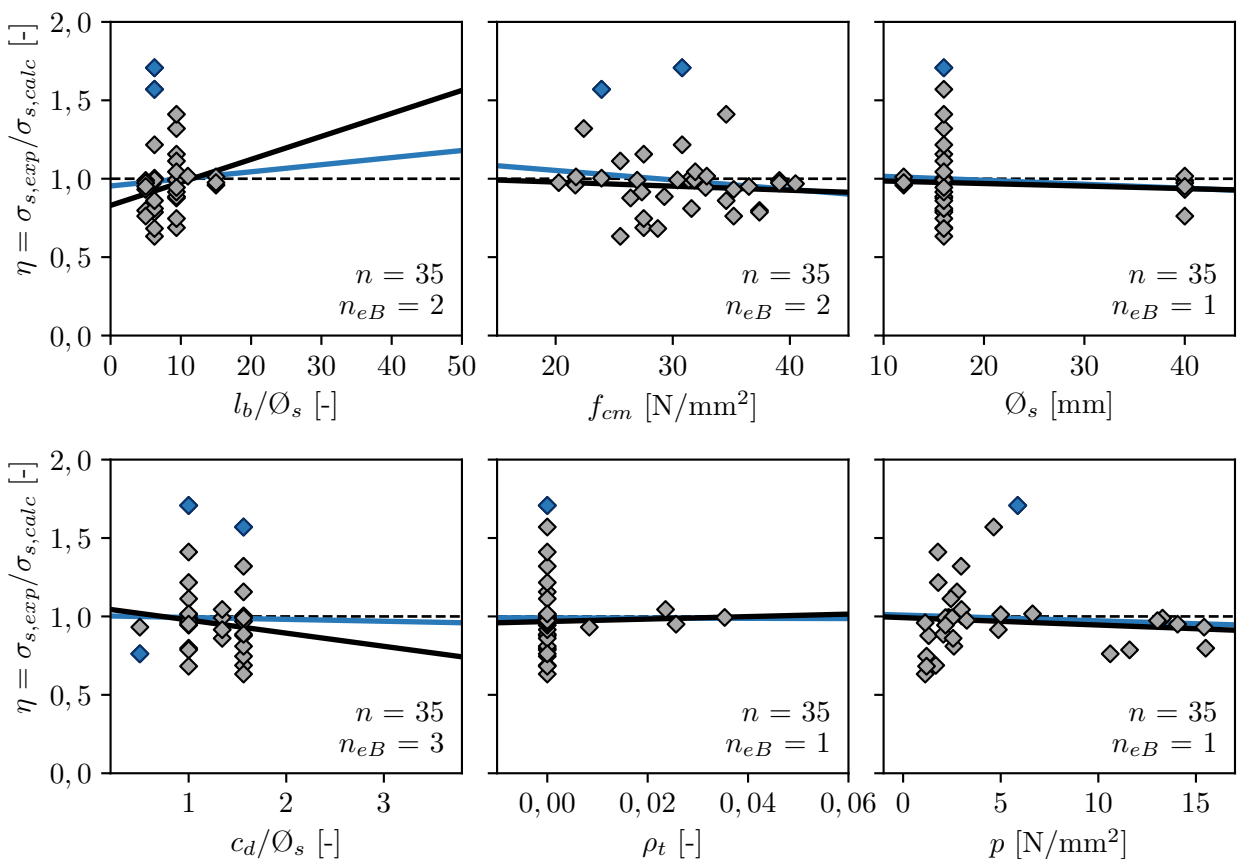 η = σ_{s,exp}/σ_{s,calc} [-]
2,0
1,5
1,0
0,5
0,0
n = 35
n_{eB} = 2
0 10 20 30 40 50
l_b/Ø_s [-]
n = 35
n_{eB} = 2
20 30 40
f_{cm} [N/mm²]
n = 35
n_{eB} = 1
10 20 30 40
Ø_s [mm]
η = σ_{s,exp}/σ_{s,calc} [-]
2,0
1,5
1,0
0,5
0,0
n = 35
n_{eB} = 3
1 2 3
c_d/Ø_s [-]
n = 35
n_{eB} = 1
0,00 0,02 0,04 0,06
ρ_t [-]
n = 35
n_{eB} = 1
0 5 10 15
p [N/mm²]